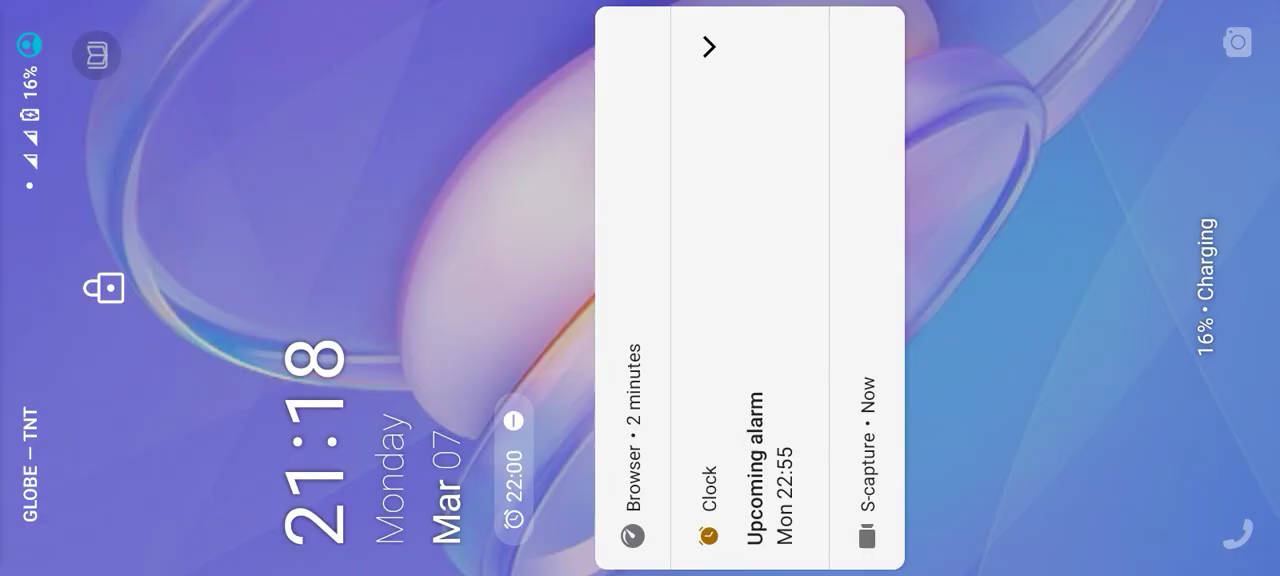 GLOBE — TNT
16%
21:18
Monday
Mar 07
22:00
Browser • 2 minutes
Clock
Upcoming alarm
Mon 22:55
S-capture • Now
16% • Charging